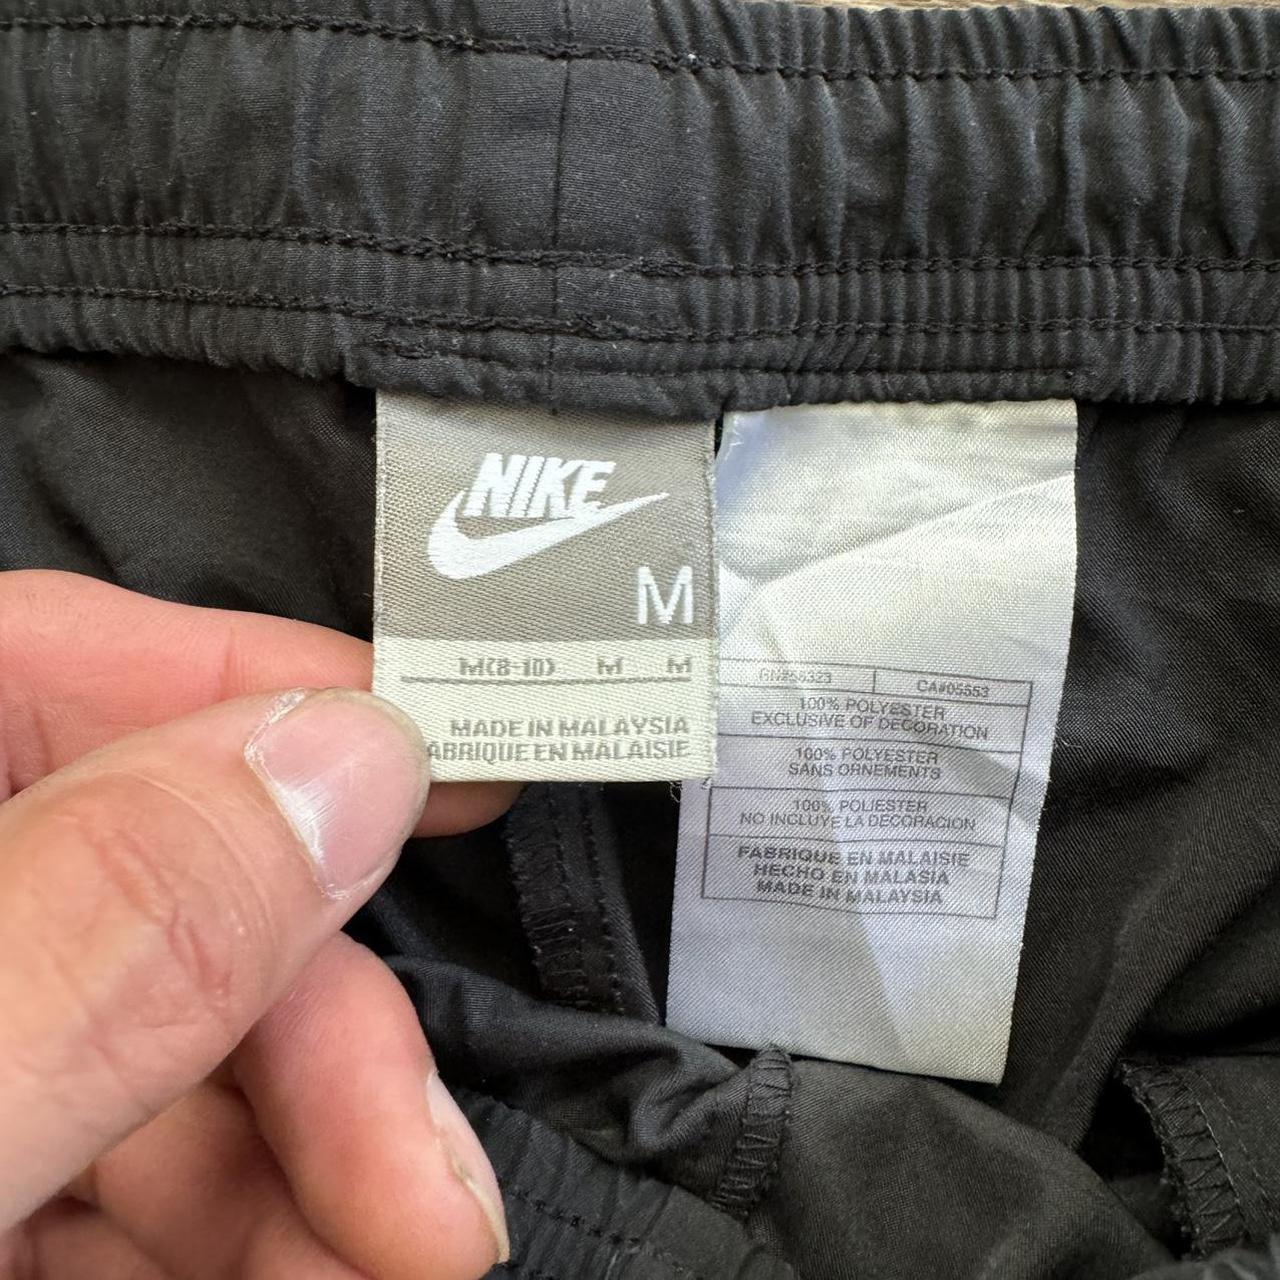 NIKE
M
M(8-10) M M
MADE IN MALAYSIA
FABRIQUE EN MALAISIE
CA#05553
100% POLYESTER
EXCLUSIVE OF DECORATION
100% POLYESTER
SANS ORNEMENTS
100% POLIESTER
NO INCLUYE LA DECORACION
FABRIQUE EN MALAISIE
HECHO EN MALASIA
MADE IN MALAYSIA